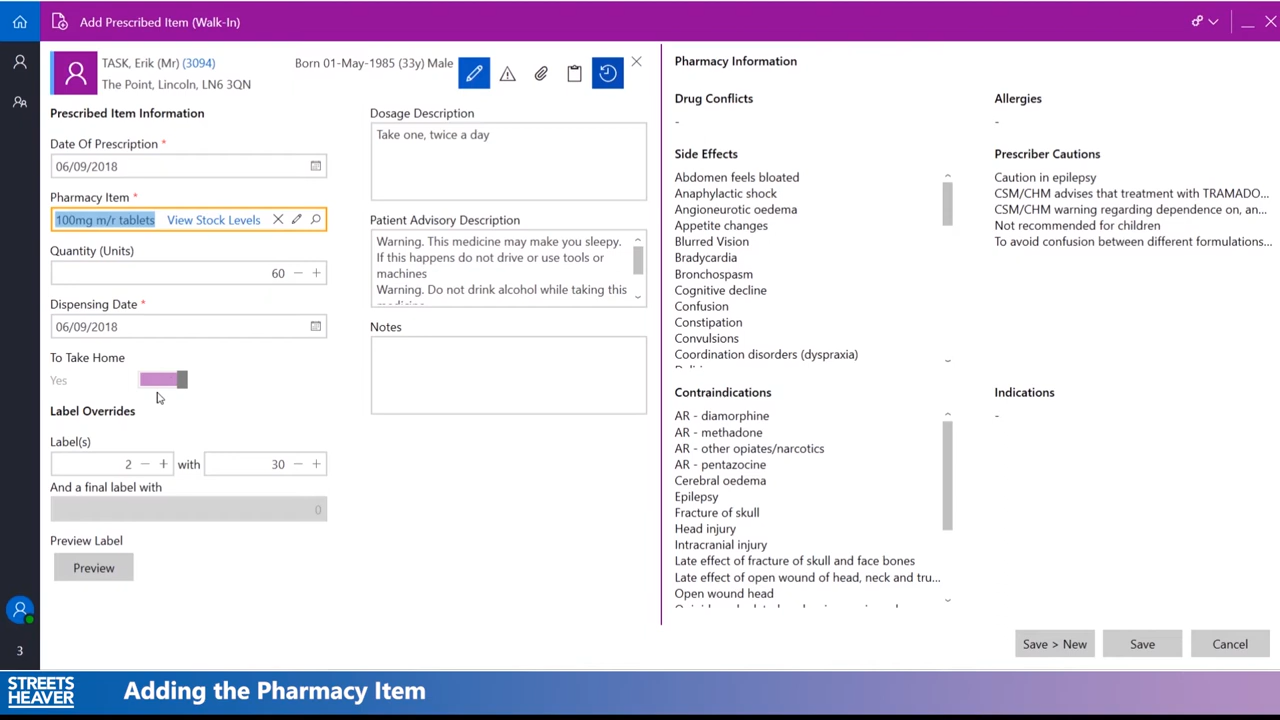 Add Prescribed Item (Walk-In)
TASK, Erik (Mr) (3094)
Born 01-May-1985 (33y) Male
The Point, Lincoln, LN6 3QN
Prescribed Item Information
Date Of Prescription *
06/09/2018
Pharmacy Item *
100mg m/r tablets View Stock Levels
Quantity (Units)
60
Dispensing Date *
06/09/2018
To Take Home
Yes
Label Overrides
Label(s)
2 with 30
And a final label with
0
Preview Label
Preview
Dosage Description
Take one, twice a day
Patient Advisory Description
Warning. This medicine may make you sleepy.
If this happens do not drive or use tools or
machines
Warning. Do not drink alcohol while taking this
Notes
Pharmacy Information
Drug Conflicts
-
Allergies
-
Side Effects
Abdomen feels bloated
Anaphylactic shock
Angioneurotic oedema
Appetite changes
Blurred Vision
Bradycardia
Bronchospasm
Cognitive decline
Confusion
Constipation
Convulsions
Coordination disorders (dyspraxia)
Prescriber Cautions
Caution in epilepsy
CSM/CHM advises that treatment with TRAMADO...
CSM/CHM warning regarding dependence on, an...
Not recommended for children
To avoid confusion between different formulations...
Contraindications
AR - diamorphine
AR - methadone
AR - other opiates/narcotics
AR - pentazocine
Cerebral oedema
Epilepsy
Fracture of skull
Head injury
Intracranial injury
Late effect of fracture of skull and face bones
Late effect of open wound of head, neck and tru...
Open wound head
Indications
-
Save > New
Save
Cancel
3
STREETS
HEAVER
Adding the Pharmacy Item